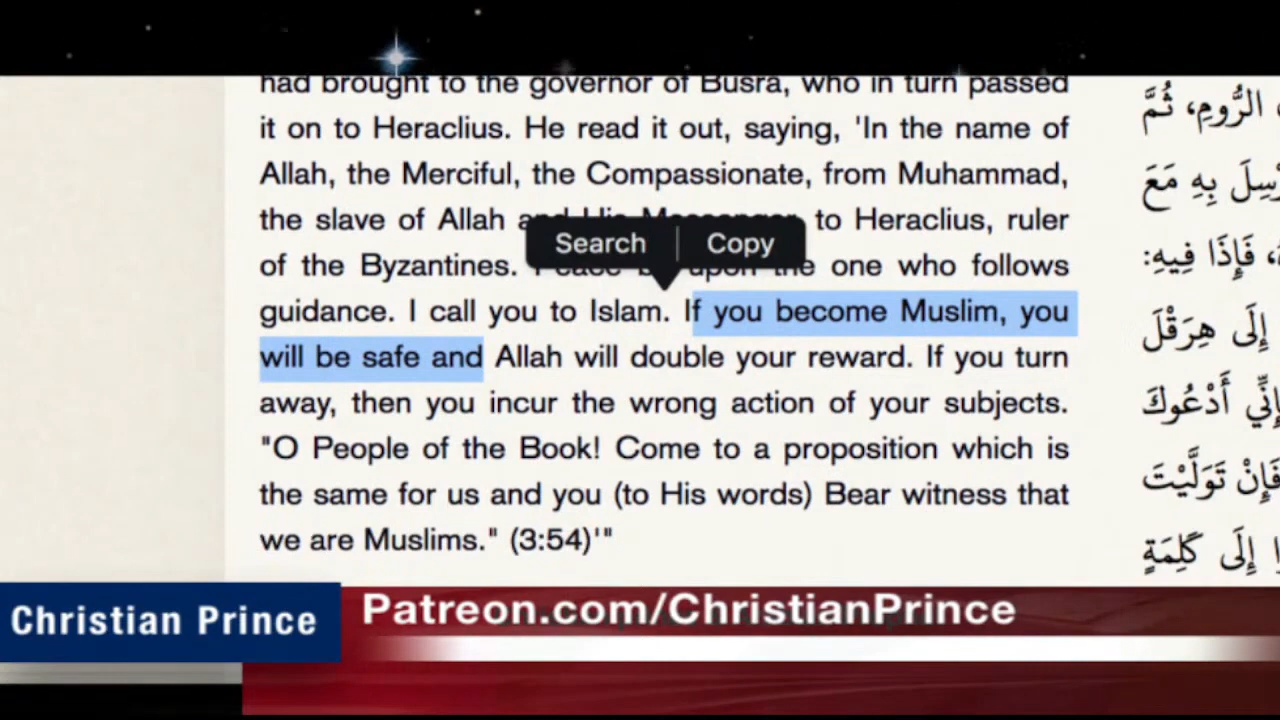 had brought to the governor of Busra, who in turn passed
it on to Heraclius. He read it out, saying, 'In the name of
Allah, the Merciful, the Compassionate, from Muhammad,
the slave of Allah and His Messenger, to Heraclius, ruler
Search Copy
of the Byzantines. Peace be upon the one who follows
guidance. I call you to Islam. If you become Muslim, you
will be safe and Allah will double your reward. If you turn
away, then you incur the wrong action of your subjects.
"O People of the Book! Come to a proposition which is
the same for us and you (to His words) Bear witness that
we are Muslims." (3:54)'"
الرُّومِ، ثُمَّ
بِهِ مَعَ
فَإِذَا فِيهِ:
إِلَى هِرَقْلَ
أَدْعُوكَ
فَإِنْ تَوَلَّيْتَ
إِلَى كَلِمَةٍ
Christian Prince
Patreon.com/ChristianPrince